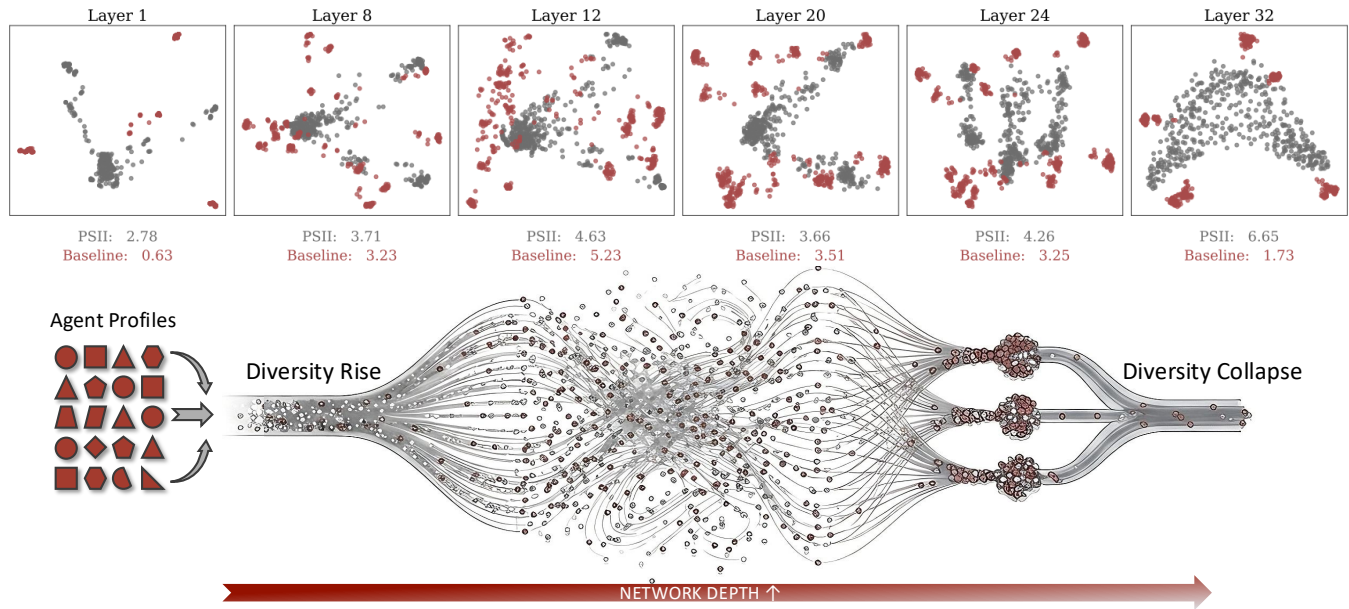 Layer 1
Layer 8
Layer 12
Layer 20
Layer 24
Layer 32
PSII: 2.78
Baseline: 0.63
PSII: 3.71
Baseline: 3.23
PSII: 4.63
Baseline: 5.23
PSII: 3.66
Baseline: 3.51
PSII: 4.26
Baseline: 3.25
PSII: 6.65
Baseline: 1.73
Agent Profiles
Diversity Rise
Diversity Collapse
NETWORK DEPTH ↑